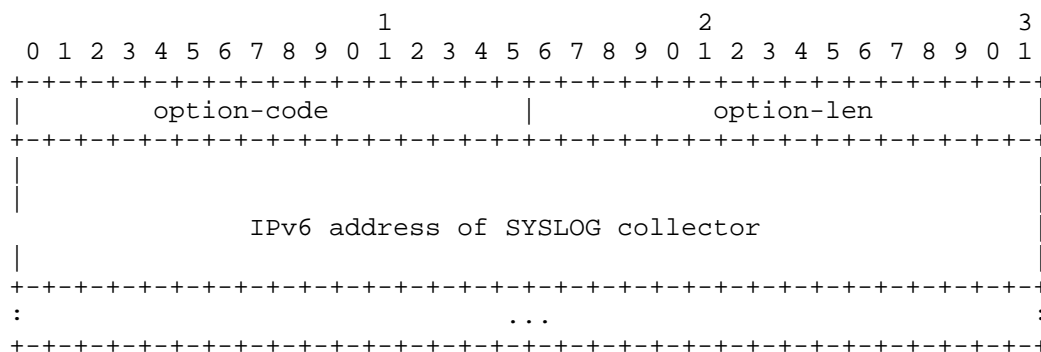 1                   2                   3
 0 1 2 3 4 5 6 7 8 9 0 1 2 3 4 5 6 7 8 9 0 1 2 3 4 5 6 7 8 9 0 1
+-+-+-+-+-+-+-+-+-+-+-+-+-+-+-+-+-+-+-+-+-+-+-+-+-+-+-+-+-+-+-+-+
|        option-code            |           option-len          |
+-+-+-+-+-+-+-+-+-+-+-+-+-+-+-+-+-+-+-+-+-+-+-+-+-+-+-+-+-+-+-+-+
|                                                               |
|                                                               |
               IPv6 address of SYSLOG collector                 |
|                                                               |
+-+-+-+-+-+-+-+-+-+-+-+-+-+-+-+-+-+-+-+-+-+-+-+-+-+-+-+-+-+-+-+-+
:                              ...                              :
+-+-+-+-+-+-+-+-+-+-+-+-+-+-+-+-+-+-+-+-+-+-+-+-+-+-+-+-+-+-+-+-+